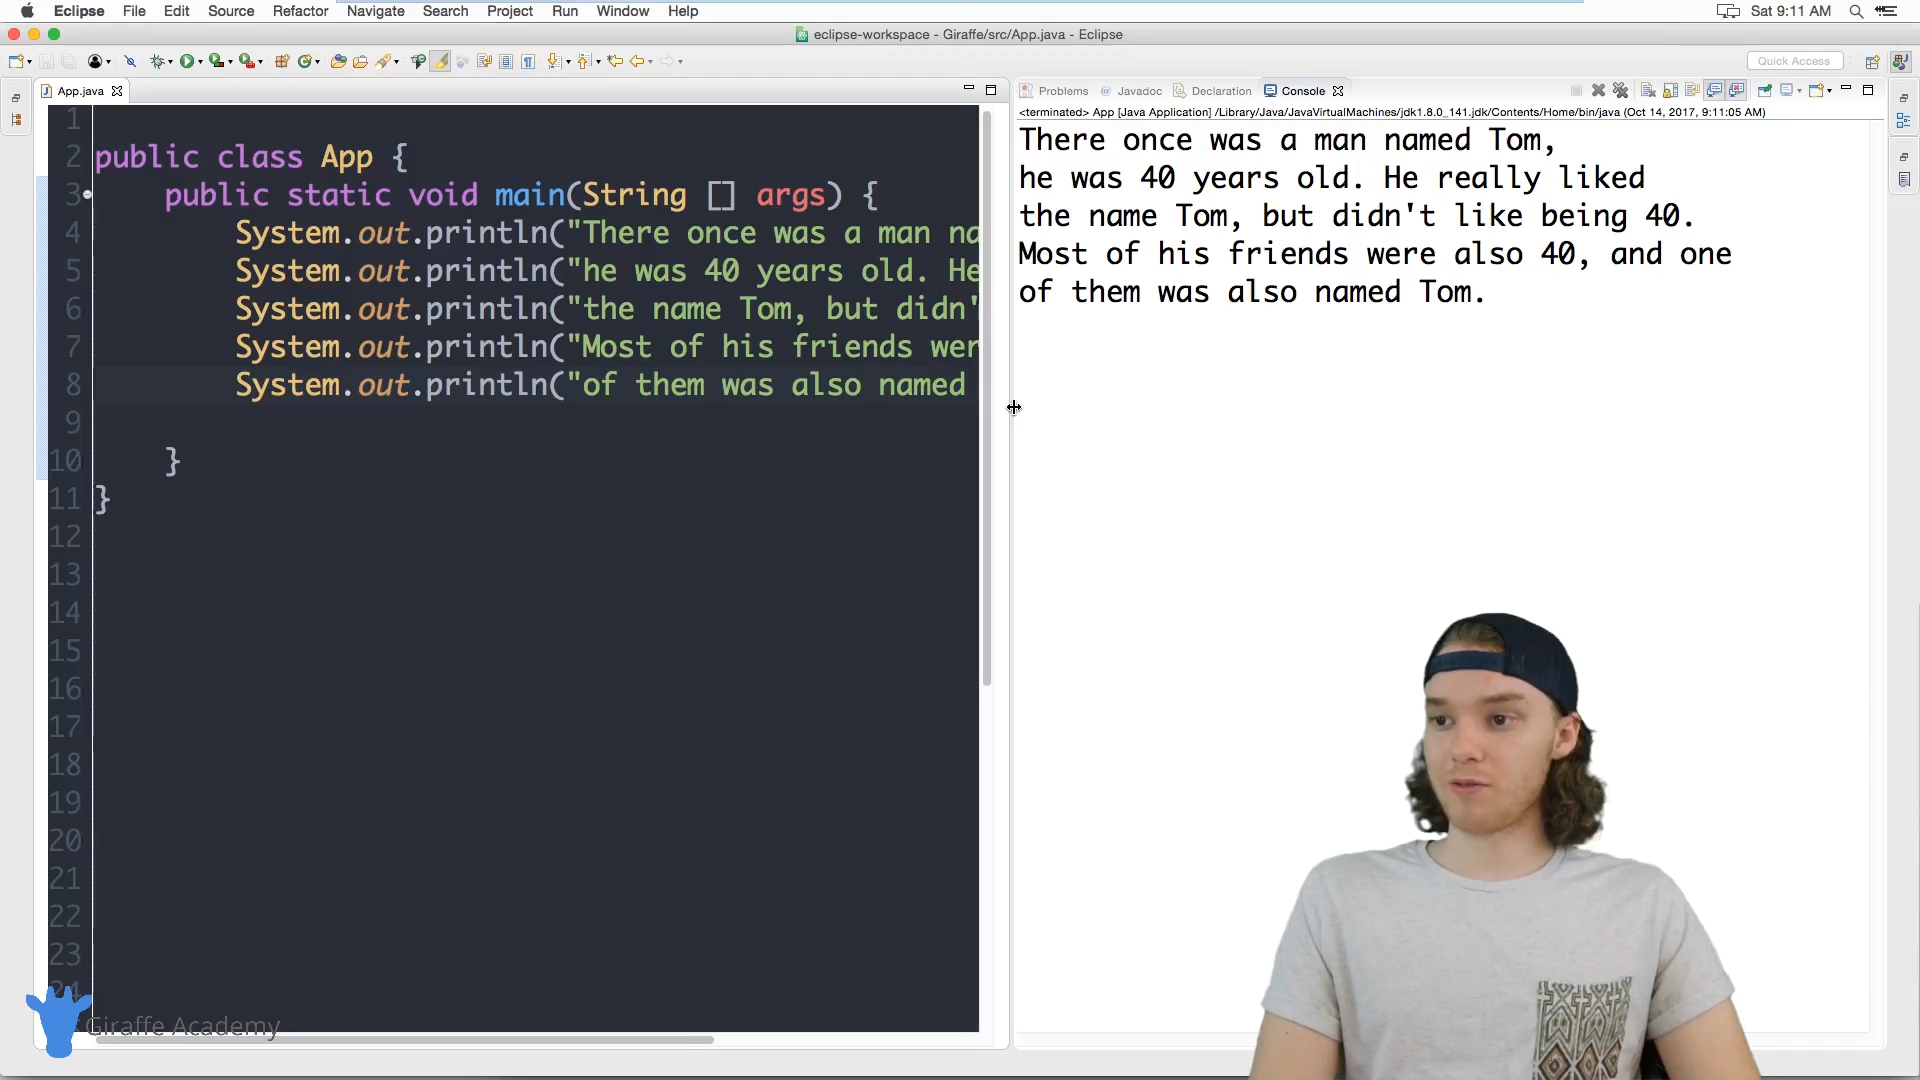 Eclipse File Edit Source Refactor Navigate Search Project Run Window Help
Sat 9:11 AM
eclipse-workspace - Giraffe/src/App.java - Eclipse
Quick Access
App.java
Problems @ Javadoc Declaration Console
<terminated> App [Java Application] /Library/Java/JavaVirtualMachines/jdk1.8.0_141.jdk/Contents/Home/bin/java (Oct 14, 2017, 9:11:05 AM)
1
2 public class App {
3 public static void main(String [] args) {
4 System.out.println("There once was a man na
5 System.out.println("he was 40 years old. He
6 System.out.println("the name Tom, but didn'
7 System.out.println("Most of his friends wer
8 System.out.println("of them was also named
9
10 }
11 }
12
13
14
15
16
17
18
19
20
21
22
23
24
There once was a man named Tom,
he was 40 years old. He really liked
the name Tom, but didn't like being 40.
Most of his friends were also 40, and one
of them was also named Tom.
Giraffe Academy